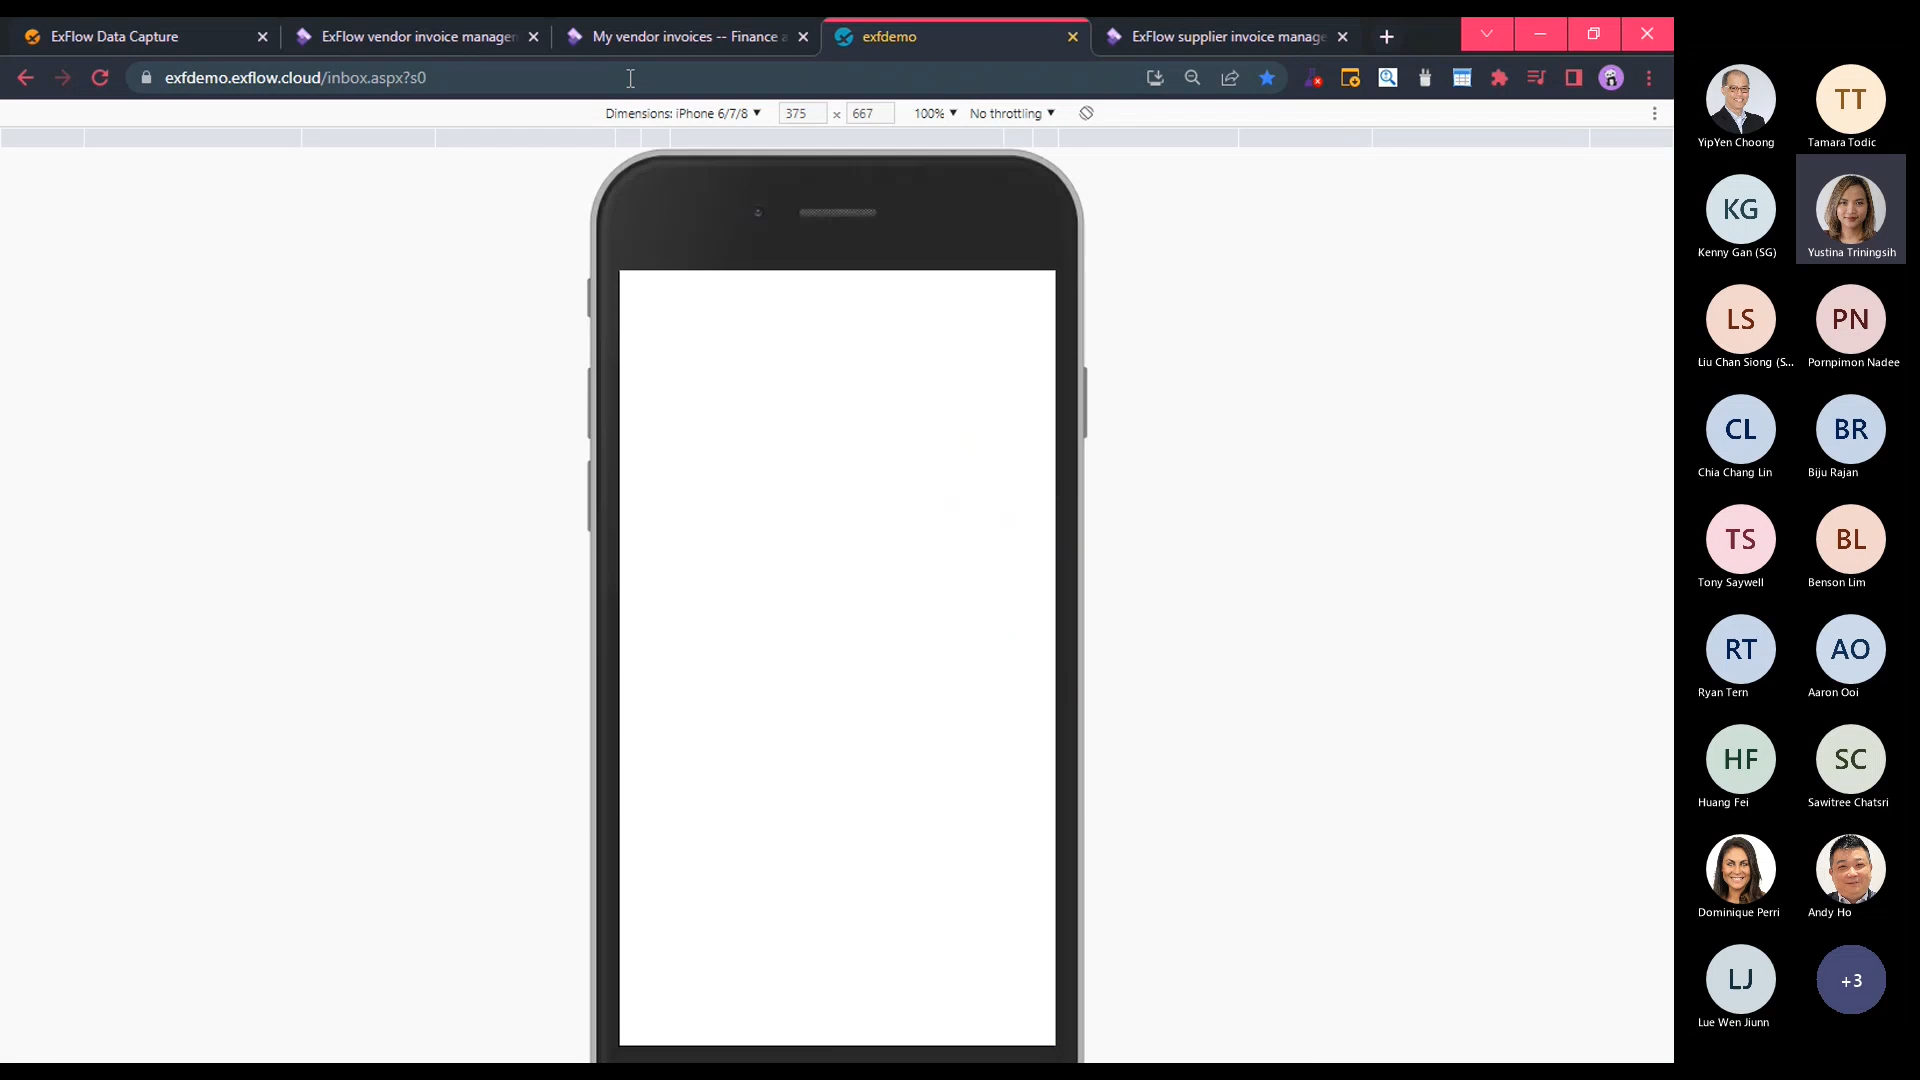 ExFlow Data Capture
ExFlow vendor invoice managem
My vendor invoices -- Finance a
exfdemo
ExFlow supplier invoice manage
exfdemo.exflow.cloud/inbox.aspx?s0
Dimensions: iPhone 6/7/8
375
x
667
100%
No throttling
YipYen Choong
TT
Tamara Todic
KG
Kenny Gan (SG)
Yustina Triningsih
LS
Liu Chan Siong (S...
PN
Pornpimon Nadee
CL
Chia Chang Lin
BR
Biju Rajan
TS
Tony Saywell
BL
Benson Lim
RT
Ryan Tern
AO
Aaron Ooi
HF
Huang Fei
SC
Sawitree Chatsri
Dominique Perri
Andy Ho
LJ
Lue Wen Jiunn
+3